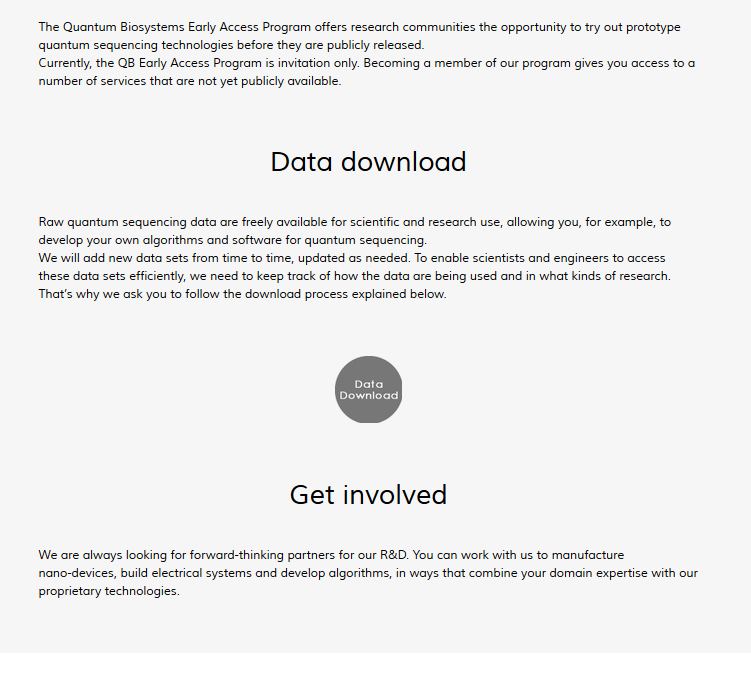 The Quantum Biosystems Early Access Program offers research communities the opportunity to try out prototype
quantum sequencing technologies before they are publicly released.
Currently, the QB Early Access Program is invitation only. Becoming a member of our program gives you access to a
number of services that are not yet publicly available.
Data download
Raw quantum sequencing data are freely available for scientific and research use, allowing you, for example, to
develop your own algorithms and software for quantum sequencing.
We will add new data sets from time to time, updated as needed. To enable scientists and engineers to access
these data sets efficiently, we need to keep track of how the data are being used and in what kinds of research.
That's why we ask you to follow the download process explained below.
Data
Download
Get involved
We are always looking for forward-thinking partners for our R&D. You can work with us to manufacture
nano-devices, build electrical systems and develop algorithms, in ways that combine your domain expertise with our
proprietary technologies.